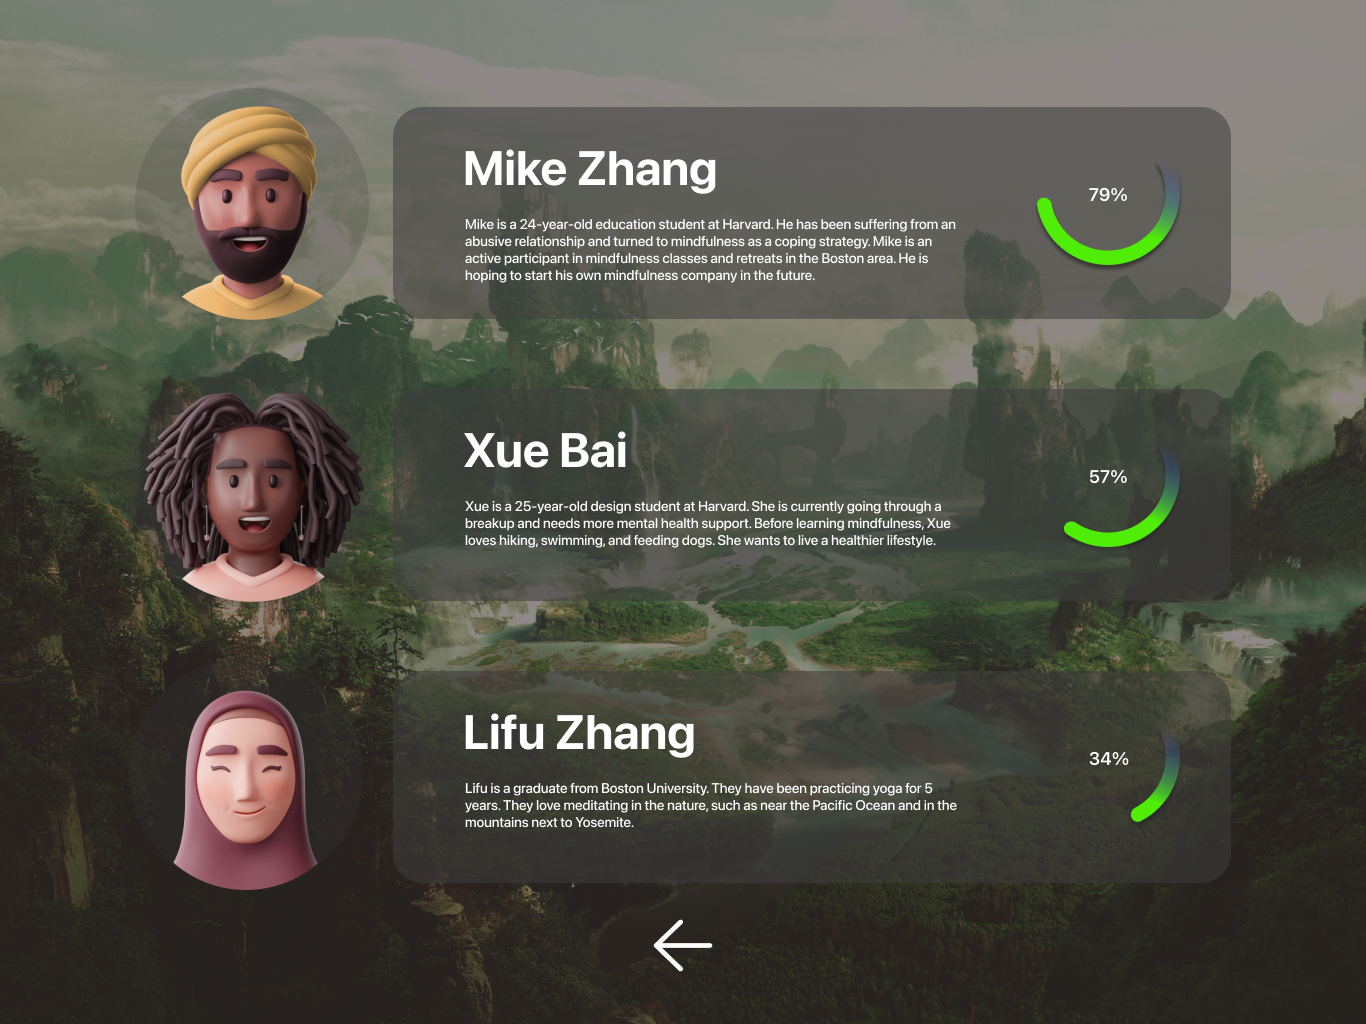 Mike Zhang
Mike is a 24-year-old education student at Harvard. He has been suffering from an
abusive relationship and turned to mindfulness as a coping strategy. Mike is an
active participant in mindfulness classes and retreats in the Boston area. He is
hoping to start his own mindfulness company in the future.
79%
Xue Bai
Xue is a 25-year-old design student at Harvard. She is currently going through a
breakup and needs more mental health support. Before learning mindfulness, Xue
loves hiking, swimming, and feeding dogs. She wants to live a healthier lifestyle.
57%
Lifu Zhang
Lifu is a graduate from Boston University. They have been practicing yoga for 5
years. They love meditating in the nature, such as near the Pacific Ocean and in the
mountains next to Yosemite.
34%